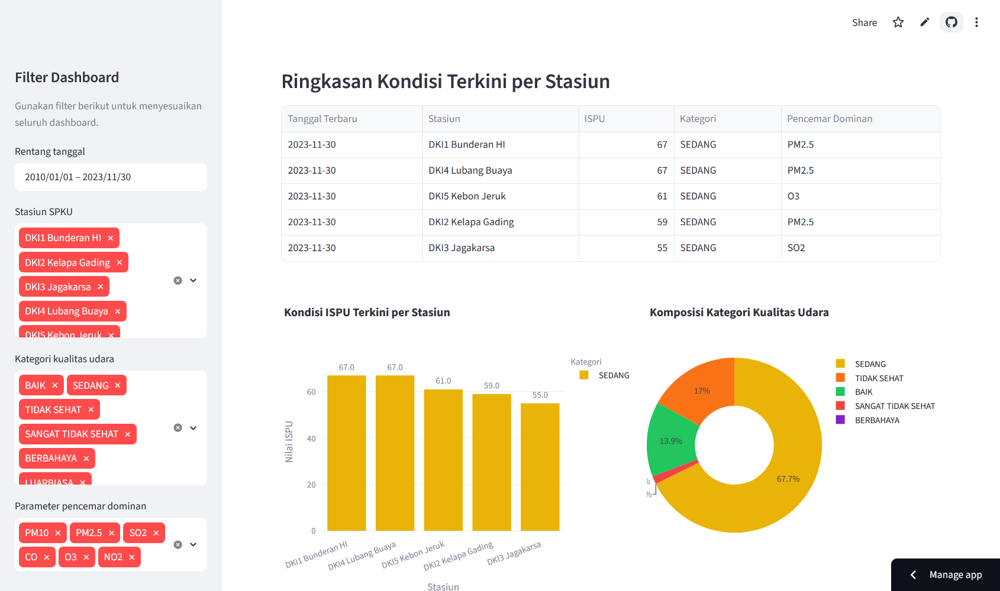 Share
Filter Dashboard
Gunakan filter berikut untuk menyesuaikan
seluruh dashboard.
Rentang tanggal
2010/01/01 – 2023/11/30
Stasiun SPKU
DKI1 Bunderan HI
DKI2 Kelapa Gading
DKI3 Jagakarsa
DKI4 Lubang Buaya
DKI5 Kebon Jeruk
Kategori kualitas udara
BAIK SEDANG
TIDAK SEHAT
SANGAT TIDAK SEHAT
BERBAHAYA
LUARBIASA
Parameter pencemar dominan
PM10 PM2.5 SO2
CO O3 NO2
Ringkasan Kondisi Terkini per Stasiun
Tanggal Terbaru Stasiun ISPU Kategori Pencemar Dominan
2023-11-30 DKI1 Bunderan HI 67 SEDANG PM2.5
2023-11-30 DKI4 Lubang Buaya 67 SEDANG PM2.5
2023-11-30 DKI5 Kebon Jeruk 61 SEDANG O3
2023-11-30 DKI2 Kelapa Gading 59 SEDANG PM2.5
2023-11-30 DKI3 Jagakarsa 55 SEDANG SO2
Kondisi ISPU Terkini per Stasiun
Kategori
SEDANG
67.0 67.0 61.0 59.0 55.0
60
40
20
0
Nilai ISPU
DKI1 Bunderan HI
DKI4 Lubang Buaya
DKI5 Kebon Jeruk
DKI2 Kelapa Gading
DKI3 Jagakarsa
Stasiun
Komposisi Kategori Kualitas Udara
17%
13.9%
67.7%
%
%
SEDANG
TIDAK SEHAT
BAIK
SANGAT TIDAK SEHAT
BERBAHAYA
Manage app